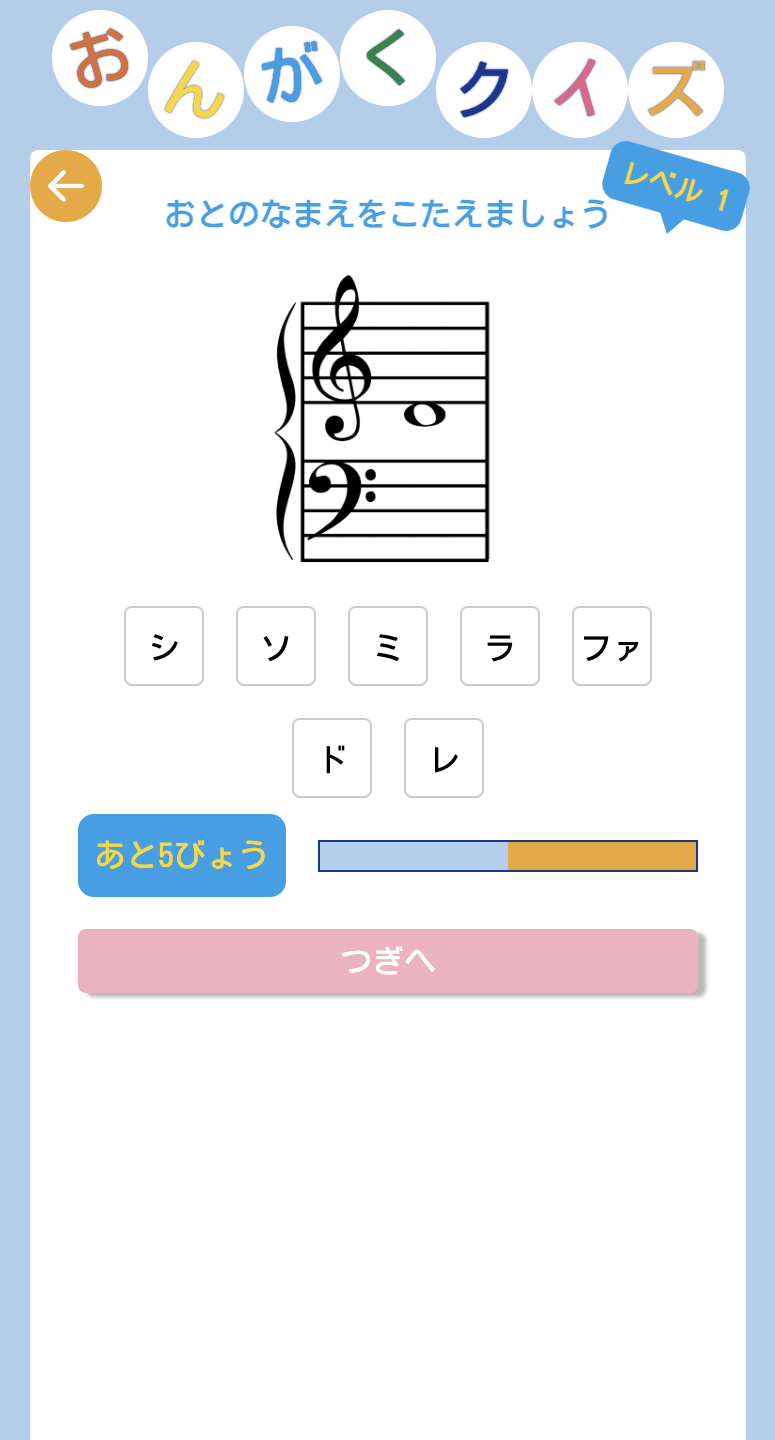 おんがくクイズ
レベル 1
おとのなまえをこたえましょう
シ ソ ミ ラ ファ
ド レ
あと5びょう
つぎへ